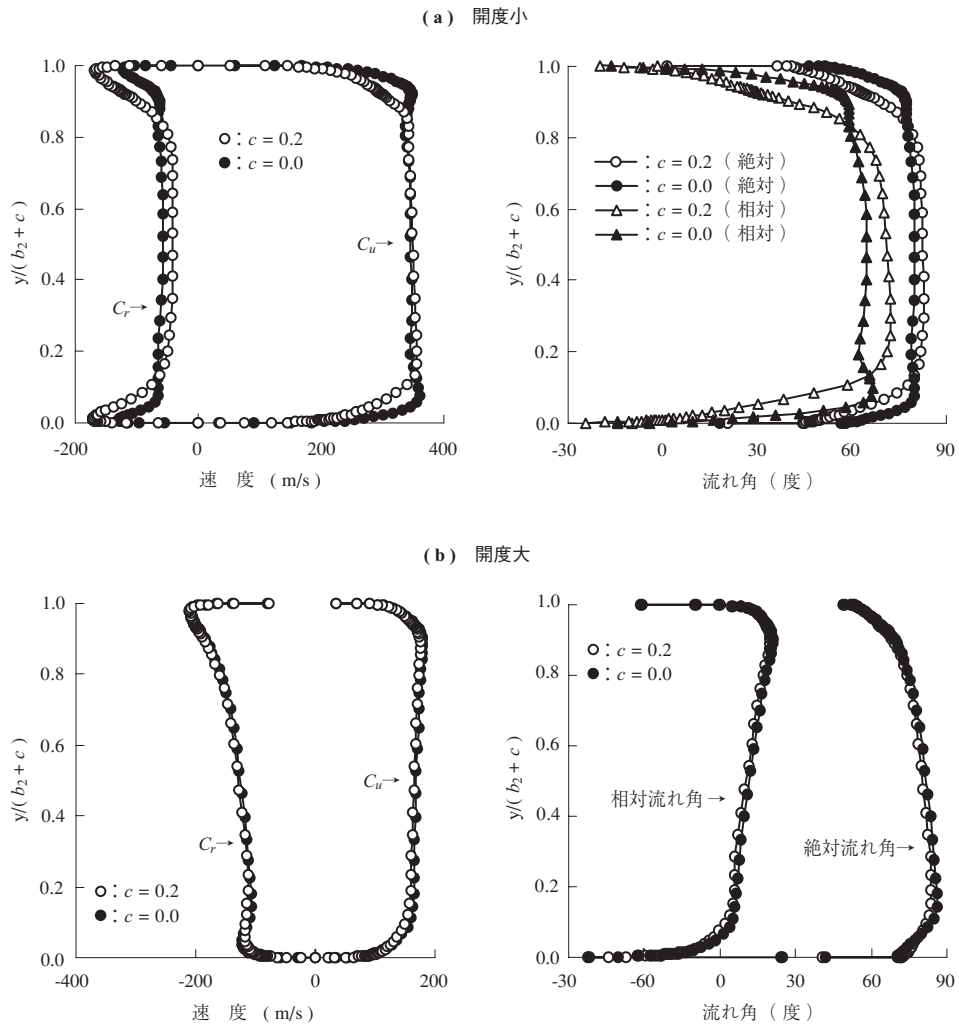 ( a ) 開度小
1.0
0.8
0.6
0.4
0.2
0.0
y/( b2 + c )
○：c = 0.2
●：c = 0.0
Cu→
Cr→
-200 0 200 400
速 度 ( m/s )
1.0
0.8
0.6
0.4
0.2
0.0
y/( b2 + c )
○：c = 0.2 ( 絶対 )
●：c = 0.0 ( 絶対 )
△：c = 0.2 ( 相対 )
▲：c = 0.0 ( 相対 )
-30 0 30 60 90
流れ角 ( 度 )
( b ) 開度大
1.0
0.8
0.6
0.4
0.2
0.0
y/( b2 + c )
Cu→
Cr→
○：c = 0.2
●：c = 0.0
-400 -200 0 200
速 度 ( m/s )
1.0
0.8
0.6
0.4
0.2
0.0
y/( b2 + c )
○：c = 0.2
●：c = 0.0
相対流れ角→
絶対流れ角→
-30 -60 0 30 60 90
流れ角 ( 度 )